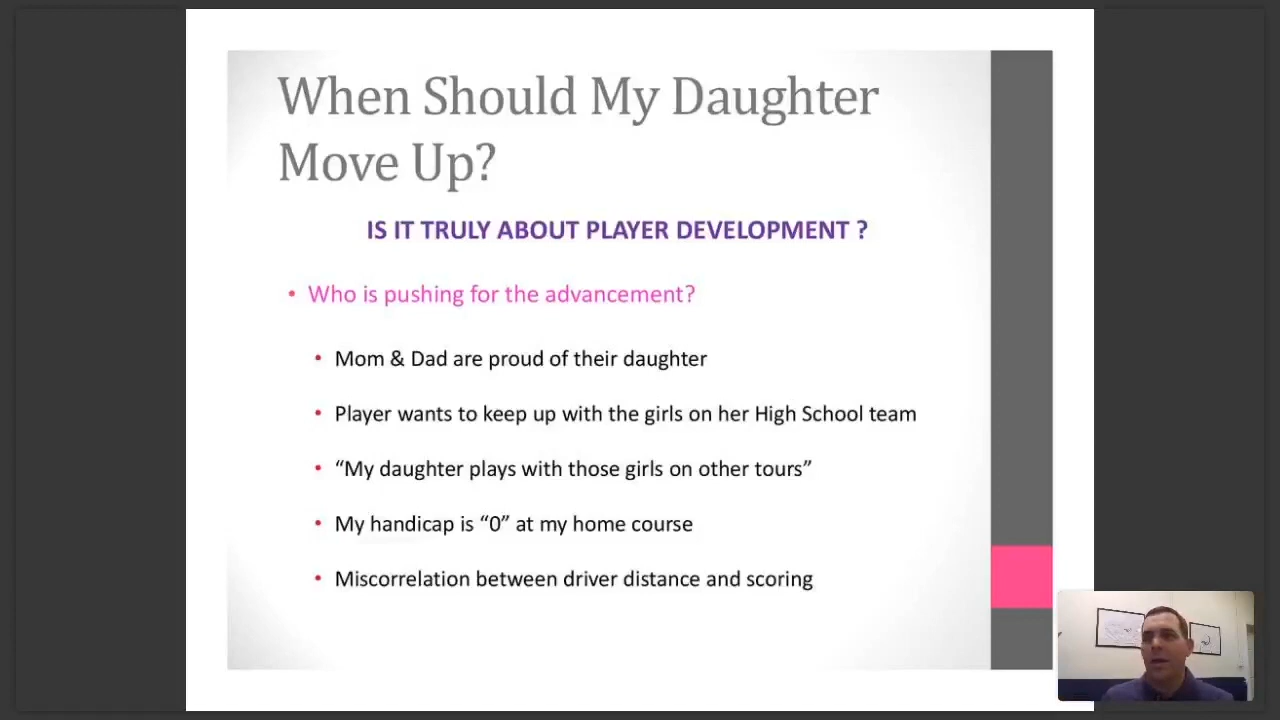 When Should My Daughter
Move Up?
IS IT TRULY ABOUT PLAYER DEVELOPMENT ?
• Who is pushing for the advancement?
• Mom & Dad are proud of their daughter
• Player wants to keep up with the girls on her High School team
• “My daughter plays with those girls on other tours”
• My handicap is “0” at my home course
• Miscorrelation between driver distance and scoring